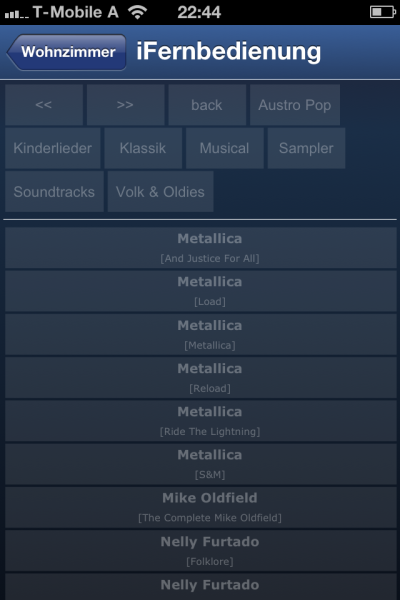 T-Mobile A 22:44
Wohnzimmer iFernbedienung
<< >> back Austro Pop
Kinderlieder Klassik Musical Sampler
Soundtracks Volk & Oldies
Metallica
[And Justice For All]
Metallica
[Load]
Metallica
[Metallica]
Metallica
[Reload]
Metallica
[Ride The Lightning]
Metallica
[S&M]
Mike Oldfield
[The Complete Mike Oldfield]
Nelly Furtado
[Folklore]
Nelly Furtado